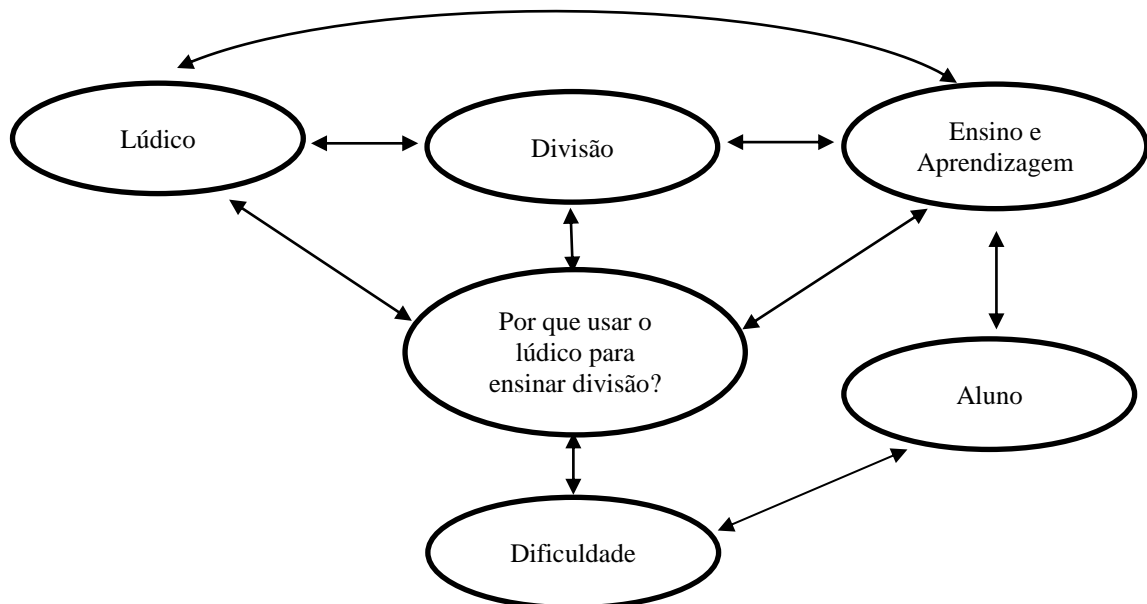 Lúdico
Divisão
Ensino e
Aprendizagem
Por que usar o
lúdico para
ensinar divisão?
Aluno
Dificuldade